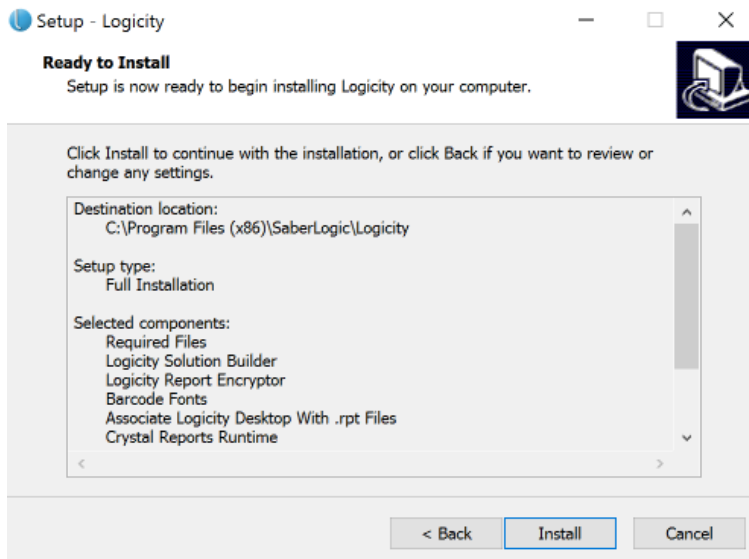 Setup - Logicity
Ready to Install
Setup is now ready to begin installing Logicity on your computer.
Click Install to continue with the installation, or click Back if you want to review or
change any settings.
Destination location:
C:\Program Files (x86)\SaberLogic\Logicity
Setup type:
Full Installation
Selected components:
Required Files
Logicity Solution Builder
Logicity Report Encryptor
Barcode Fonts
Associate Logicity Desktop With .rpt Files
Crystal Reports Runtime
< Back Install Cancel